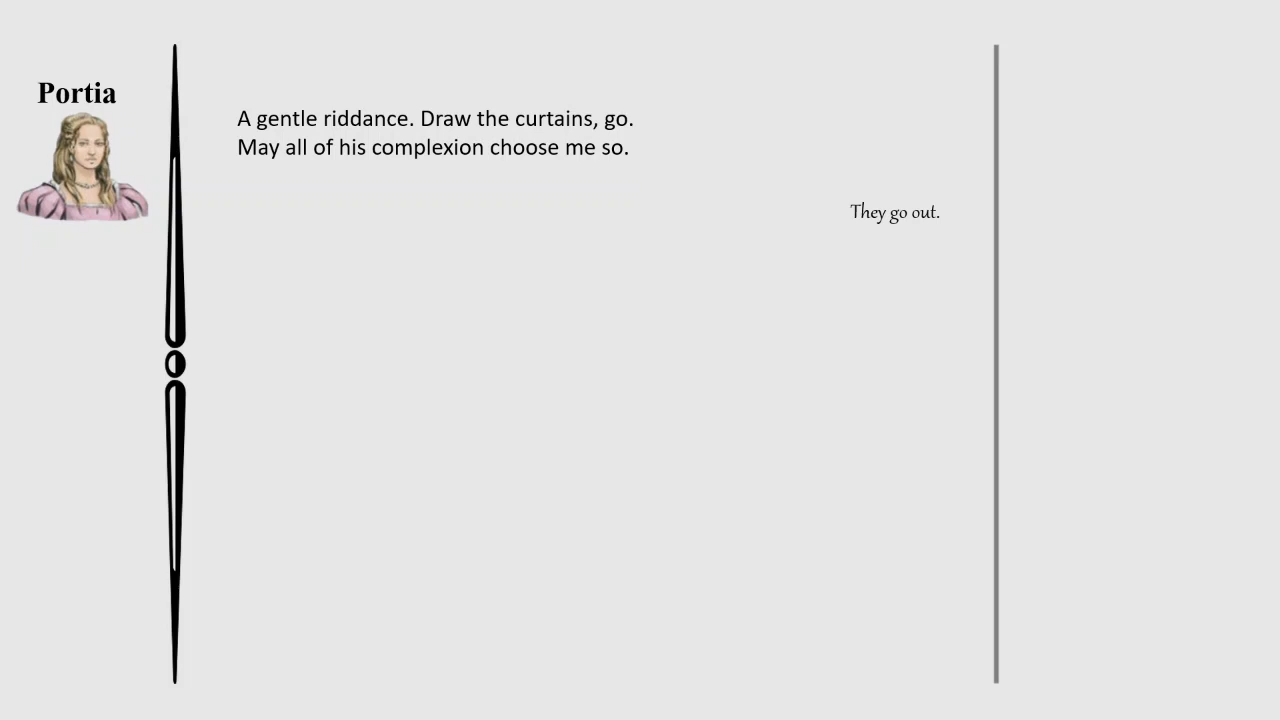 Portia
A gentle riddance. Draw the curtains, go.
May all of his complexion choose me so.
They go out.